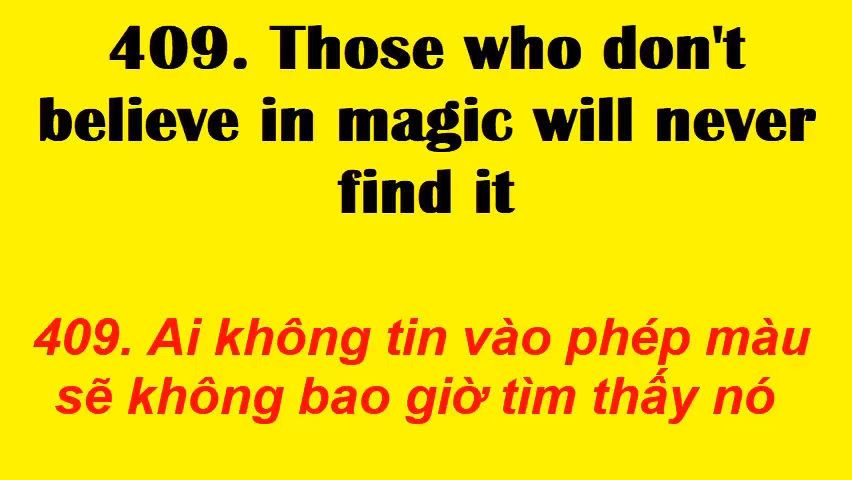 409. Those who don't
believe in magic will never
find it
409. Ai không tin vào phép màu
sẽ không bao giờ tìm thấy nó